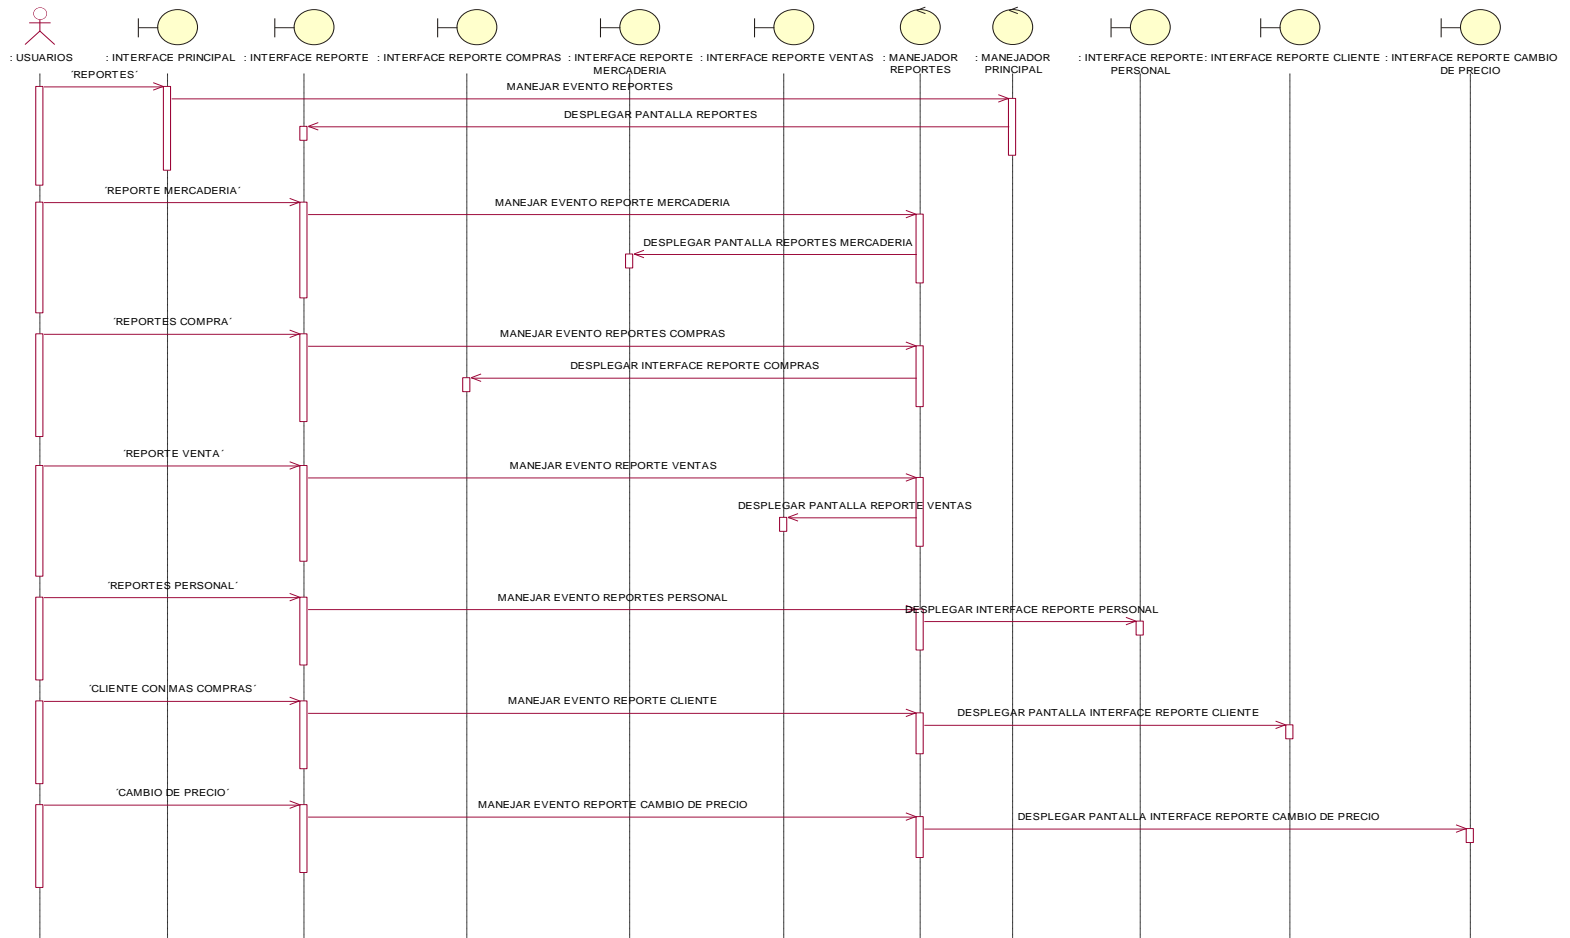 : USUARIOS
: INTERFACE PRINCIPAL
: INTERFACE REPORTE
: INTERFACE REPORTE COMPRAS
: INTERFACE REPORTE
MERCADERIA
: INTERFACE REPORTE VENTAS
: MANEJADOR
REPORTES
: MANEJADOR
PRINCIPAL
: INTERFACE REPORTE
PERSONAL
: INTERFACE REPORTE CLIENTE
: INTERFACE REPORTE CAMBIO
DE PRECIO
´REPORTES´
MANEJAR EVENTO REPORTES
DESPLEGAR PANTALLA REPORTES
´REPORTE MERCADERIA´
MANEJAR EVENTO REPORTE MERCADERIA
DESPLEGAR PANTALLA REPORTES MERCADERIA
´REPORTES COMPRA´
MANEJAR EVENTO REPORTES COMPRAS
DESPLEGAR INTERFACE REPORTE COMPRAS
´REPORTE VENTA´
MANEJAR EVENTO REPORTE VENTAS
DESPLEGAR PANTALLA REPORTE VENTAS
´REPORTES PERSONAL´
MANEJAR EVENTO REPORTES PERSONAL
DESPLEGAR INTERFACE REPORTE PERSONAL
´CLIENTE CON MAS COMPRAS´
MANEJAR EVENTO REPORTE CLIENTE
DESPLEGAR PANTALLA INTERFACE REPORTE CLIENTE
´CAMBIO DE PRECIO´
MANEJAR EVENTO REPORTE CAMBIO DE PRECIO
DESPLEGAR PANTALLA INTERFACE REPORTE CAMBIO DE PRECIO